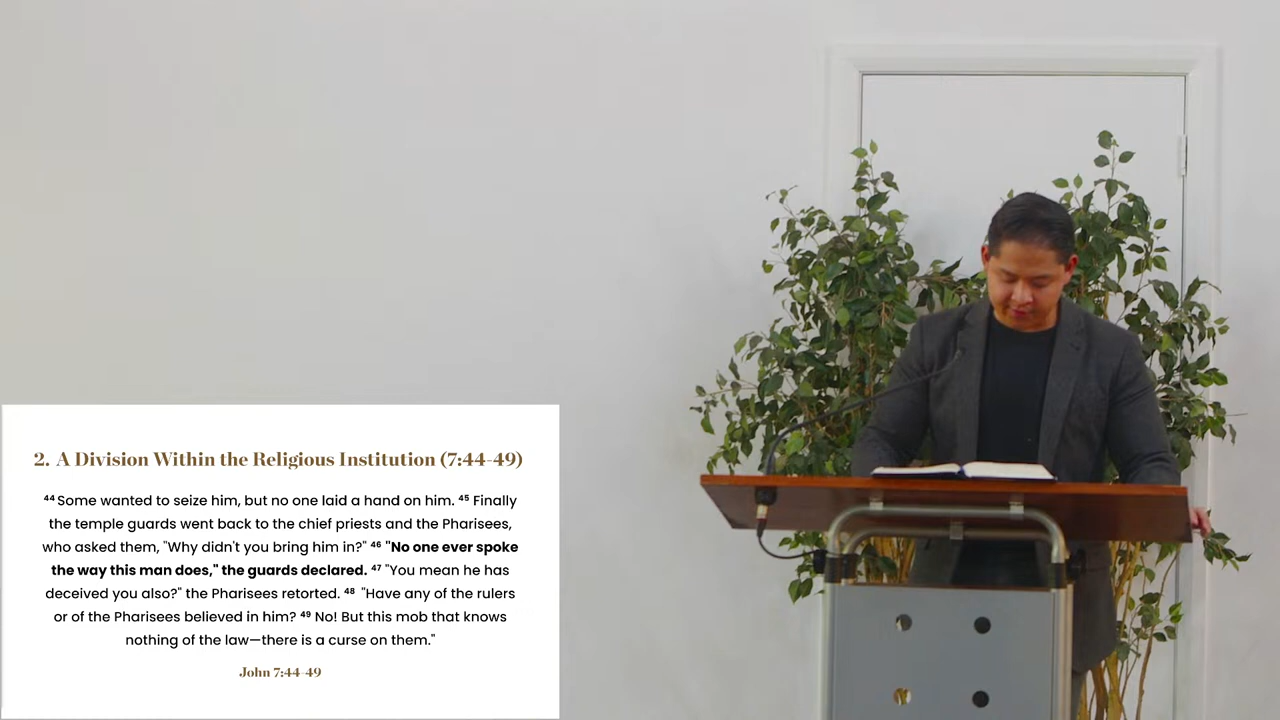 2. A Division Within the Religious Institution (7:44-49)
⁴⁴ Some wanted to seize him, but no one laid a hand on him. ⁴⁵ Finally
the temple guards went back to the chief priests and the Pharisees,
who asked them, "Why didn't you bring him in?" ⁴⁶ "No one ever spoke
the way this man does," the guards declared. ⁴⁷ "You mean he has
deceived you also?" the Pharisees retorted. ⁴⁸ "Have any of the rulers
or of the Pharisees believed in him? ⁴⁹ No! But this mob that knows
nothing of the law—there is a curse on them."
John 7:44-49